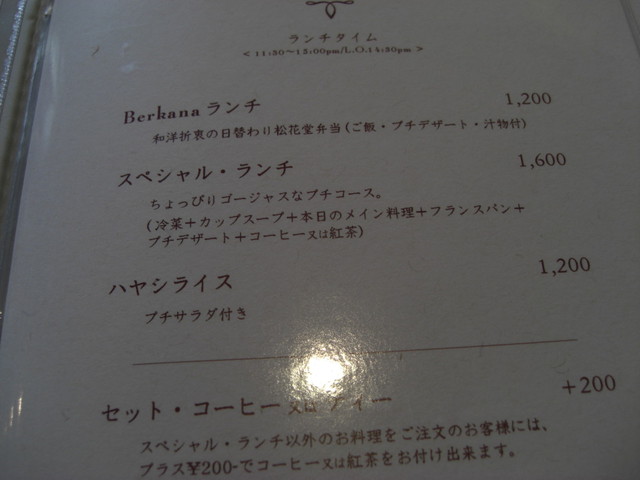 ランチタイム
< 11:30〜15:00pm/L.O.14:30pm >
Berkana ランチ 1,200
和洋折衷の日替わり松花堂弁当(ご飯・プチデザート・汁物付)
スペシャル・ランチ 1,600
ちょっぴりゴージャスなプチコース。
(冷菜+カップスープ+本日のメイン料理+フランスパン+
プチデザート+コーヒー又は紅茶)
ハヤシライス 1,200
プチサラダ付き
セット・コーヒー 又は ティー +200
スペシャル・ランチ以外のお料理をご注文のお客様には、
プラス¥200-でコーヒー又は紅茶をお付け出来ます。